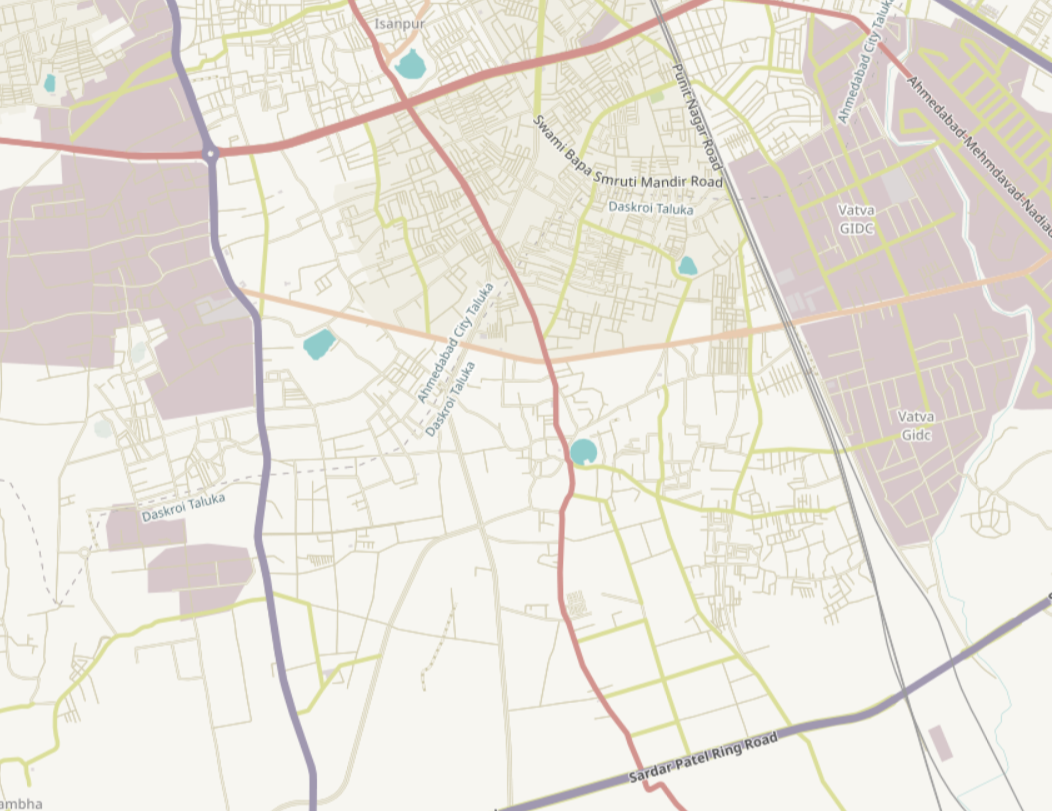 Isanpur
Ahmedabad City Taluka
Punit Nagar Road
Ahmedabad-Mehmdavad-Nadiad
Swami Bapa Smruti Mandir Road
Daskroi Taluka
Vatva
GIDC
Ahmedabad City Taluka
Daskroi Taluka
Vatva
Gidc
Daskroi Taluka
Sardar Patel Ring Road
ambha